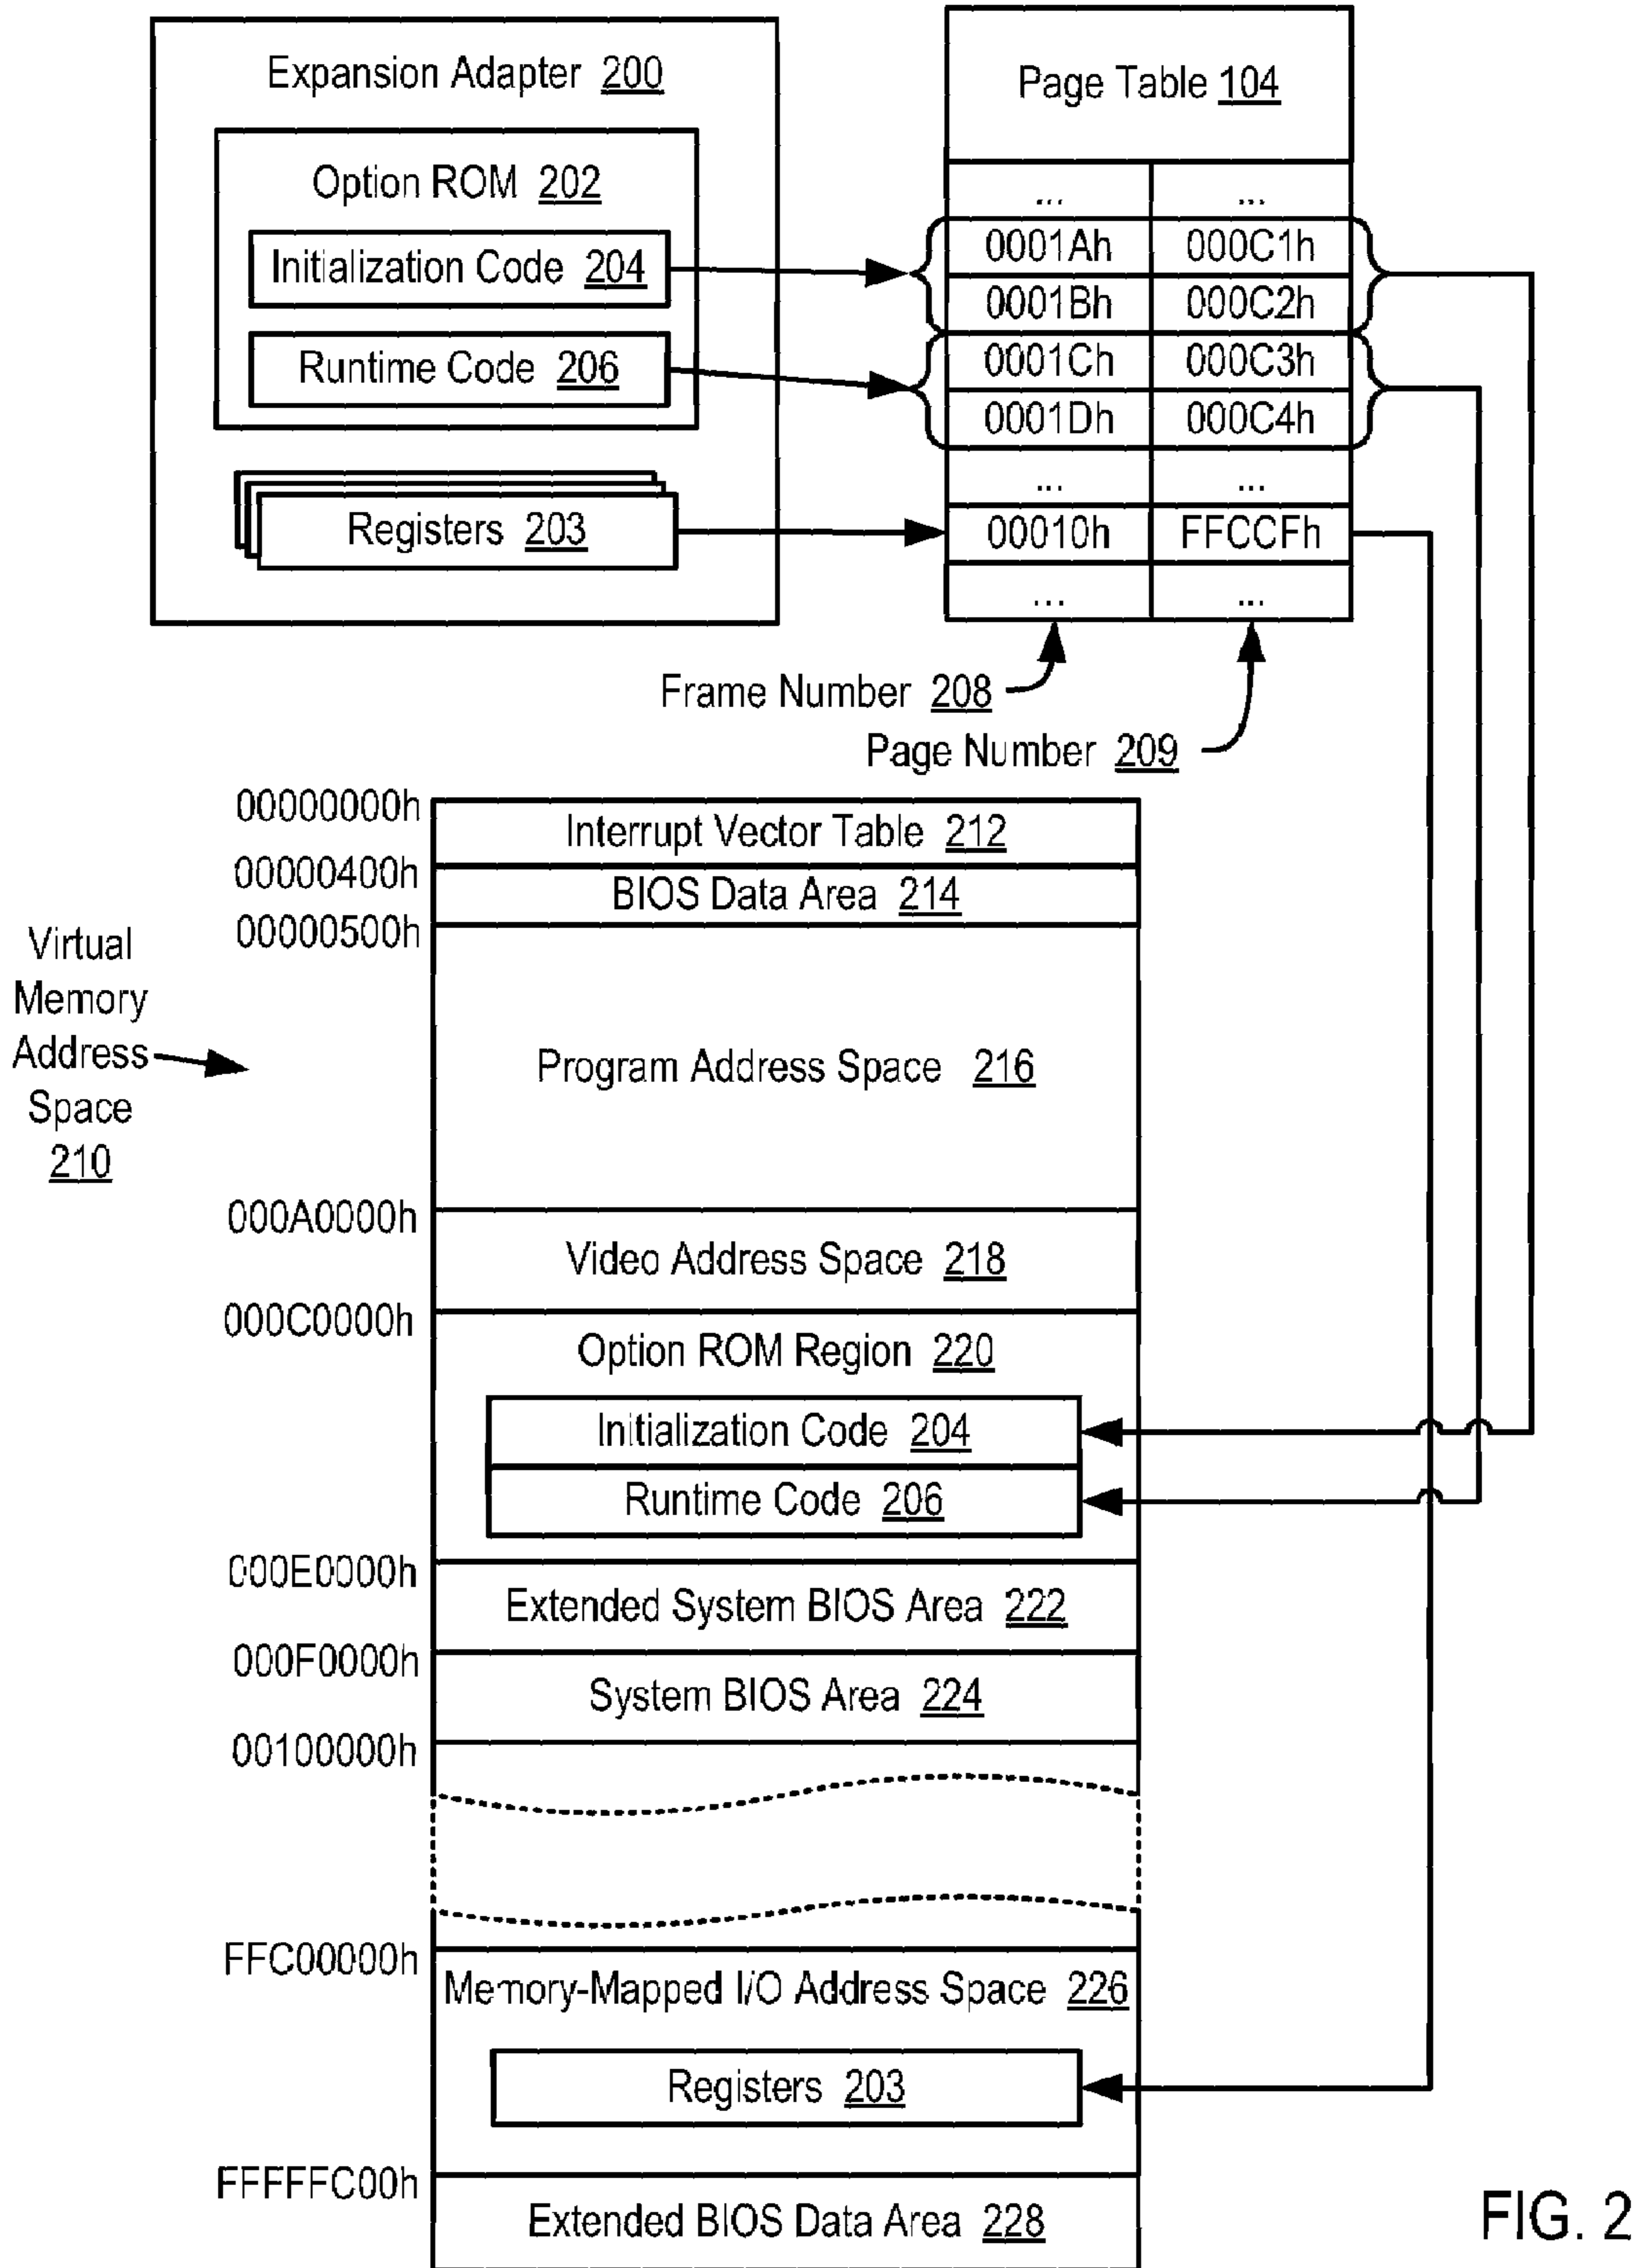 Expansion Adapter 200
Option ROM 202
Initialization Code 204
Runtime Code 206
Registers 203
Page Table 104
... ...
0001Ah 000C1h
0001Bh 000C2h
0001Ch 000C3h
0001Dh 000C4h
... ...
00010h FFCCFh
... ...
Frame Number 208
Page Number 209
Virtual
Memory
Address
Space
210
00000000h
Interrupt Vector Table 212
00000400h
BIOS Data Area 214
00000500h
Program Address Space 216
000A0000h
Video Address Space 218
000C0000h
Option ROM Region 220
Initialization Code 204
Runtime Code 206
000E0000h
Extended System BIOS Area 222
000F0000h
System BIOS Area 224
00100000h
FFC00000h
Memory-Mapped I/O Address Space 226
Registers 203
FFFFFC00h
Extended BIOS Data Area 228
FIG. 2